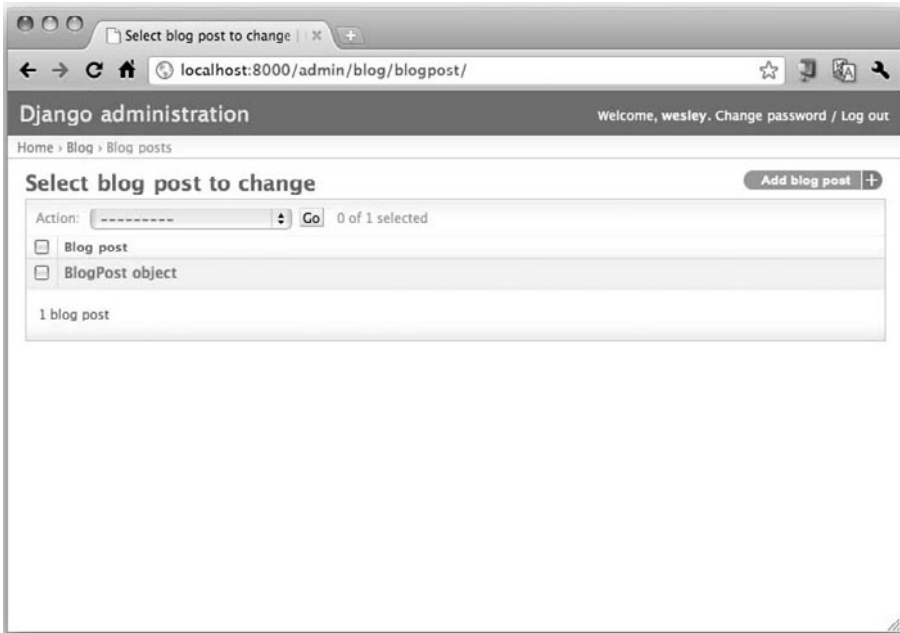 Select blog post to change |
localhost:8000/admin/blog/blogpost/
Django administration
Welcome, wesley. Change password / Log out
Home › Blog › Blog posts
Select blog post to change
Add blog post +
Action: --------- Go 0 of 1 selected
Blog post
BlogPost object
1 blog post